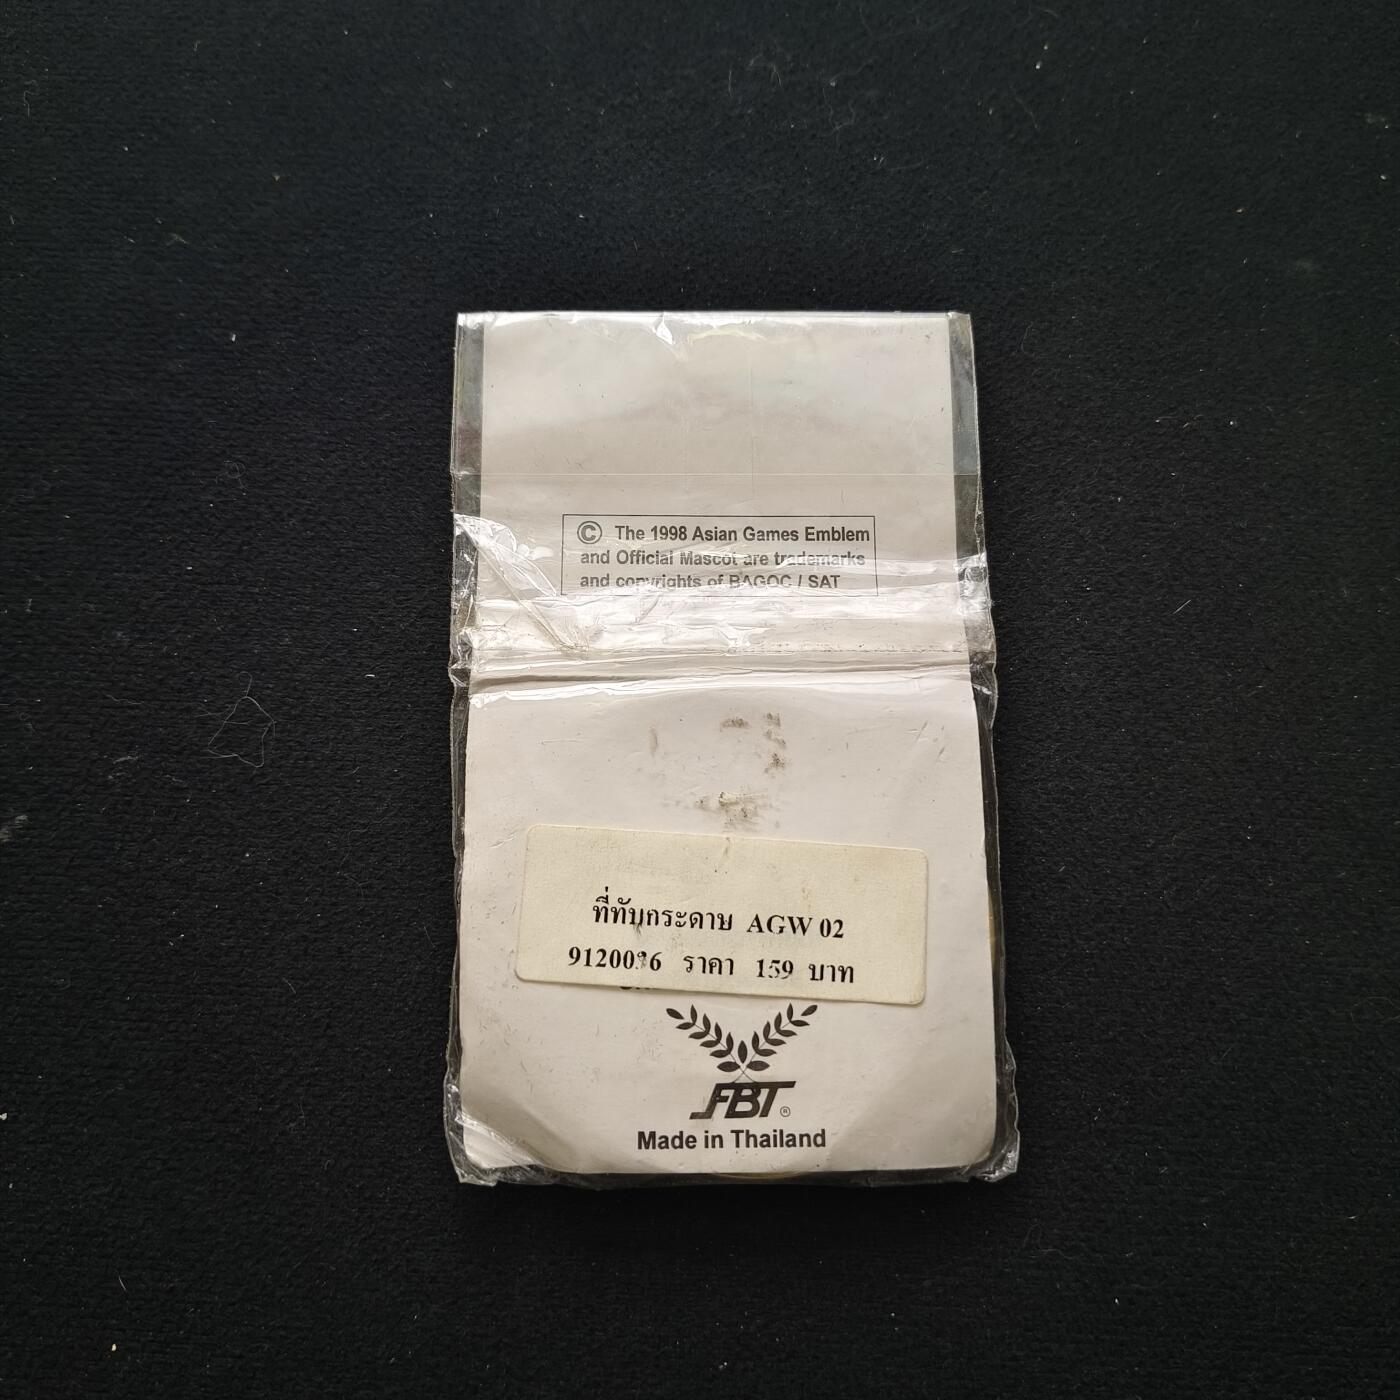 © The 1998 Asian Games Emblem
and Official Mascot are trademarks
and copyrights of BAGOC / SAT
ที่ทับกระดาษ AGW 02
ราคา 159 บาท
FBT ®
Made in Thailand